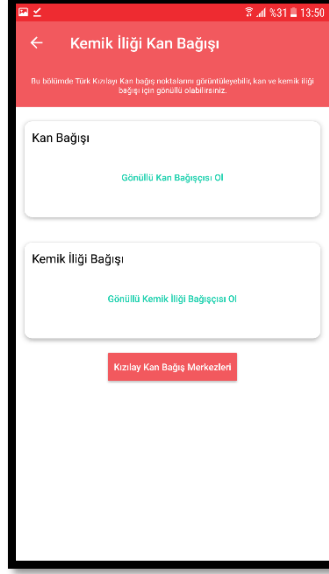 %31 13:50
Kemik İliği Kan Bağışı
Bu bölümde Türk Kızılayı Kan bağış noktalarını görüntüleyebilir, kan ve kemik iliği
bağışı için gönüllü olabilirsiniz.
Kan Bağışı
Gönüllü Kan Bağışçısı Ol
Kemik İliği Bağışı
Gönüllü Kemik İliği Bağışçısı Ol
Kızılay Kan Bağış Merkezleri